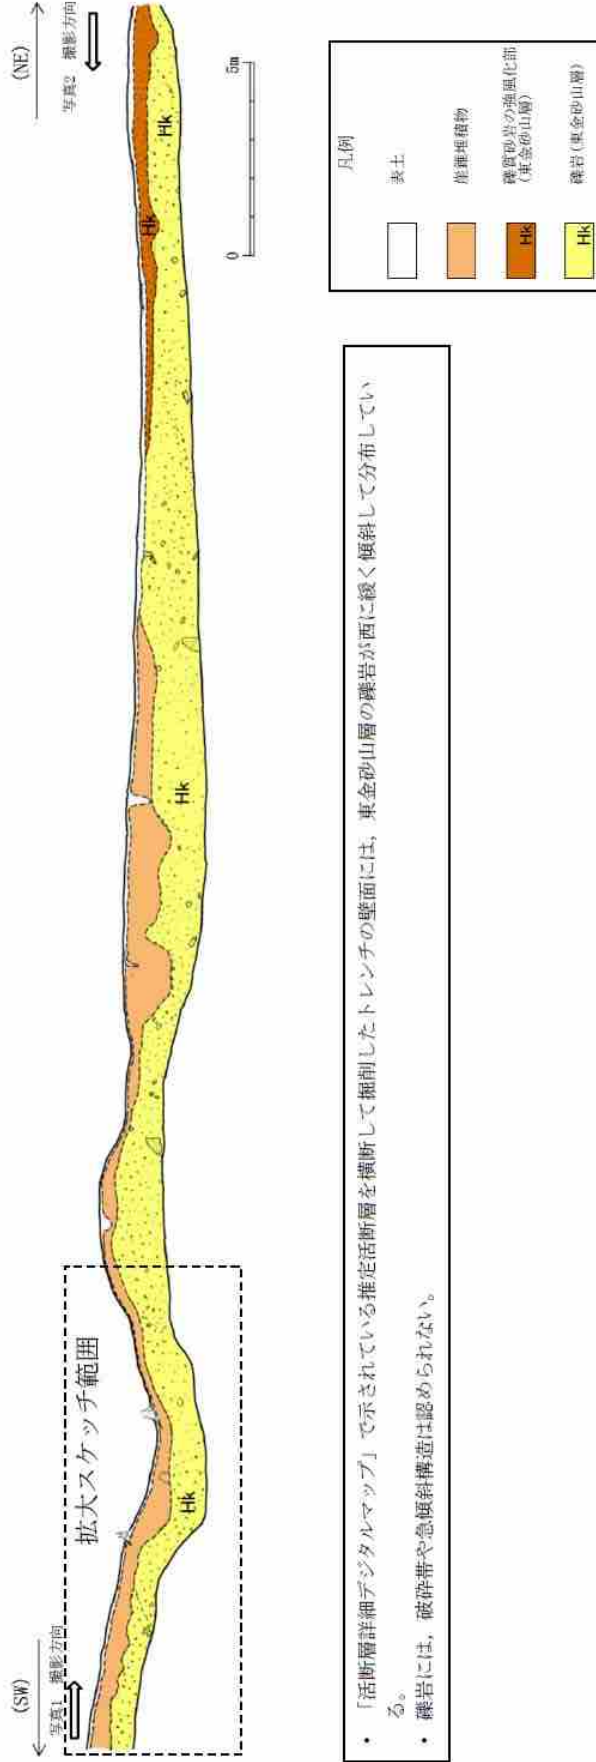 (SW)
写真1 撮影方向
拡大スケッチ範囲
Hk
Hk
Hk
Hk
(NE)
写真2 撮影方向
0
5m
・「活断層詳細デジタルマップ」で示されている推定活断層を横断して掘削したトレンチの壁面には，東金砂山層の礫岩が西に緩く傾斜して分布してい
る。
・礫岩には，破砕帯や急傾斜構造は認められない。
凡例
表土
崖錐堆積物
Hk
礫質砂岩の強風化部
(東金砂山層)
Hk
礫岩(東金砂山層)